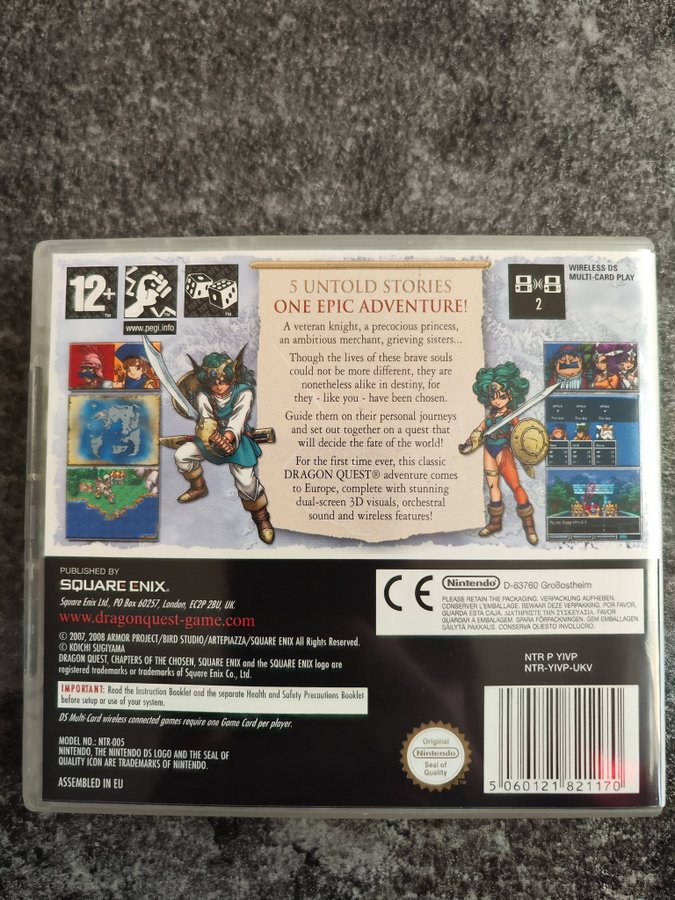 12+
www.pegi.info
5 UNTOLD STORIES
ONE EPIC ADVENTURE!
A veteran knight, a precocious princess,
an ambitious merchant, grieving sisters...
Though the lives of these brave souls
could not be more different, they are
nonetheless alike in destiny, for
they - like you - have been chosen.
Guide them on their personal journeys
and set out together on a quest that
will decide the fate of the world!
For the first time ever, this classic
DRAGON QUEST® adventure comes
to Europe, complete with stunning
dual-screen 3D visuals, orchestral
sound and wireless features!
2
WIRELESS DS
MULTI-CARD PLAY
PUBLISHED BY
SQUARE ENIX®
Square Enix Ltd., PO Box 60257, London, EC2P 2BU, UK.
www.dragonquest-game.com
© 2007, 2008 ARMOR PROJECT/BIRD STUDIO/ARTEPIAZZA/SQUARE ENIX All Rights Reserved.
© KOICHI SUGIYAMA
DRAGON QUEST, CHAPTERS OF THE CHOSEN, SQUARE ENIX and the SQUARE ENIX logo are
registered trademarks or trademarks of Square Enix Co., Ltd.
IMPORTANT: Read the Instruction Booklet and the separate Health and Safety Precautions Booklet
before setup or use of your system.
DS Multi-Card wireless connected games require one Game Card per player.
MODEL NO.: NTR-005
NINTENDO, THE NINTENDO DS LOGO AND THE SEAL OF
QUALITY ICON ARE TRADEMARKS OF NINTENDO.
ASSEMBLED IN EU
CE
Nintendo D-63760 Großostheim
PLEASE RETAIN THE PACKAGING. VERPACKUNG AUFHEBEN.
CONSERVER L'EMBALLAGE. BEWAAR DEZE VERPAKKING. POR FAVOR,
GUARDA ESTA CAJA. ΔΙΑΤΗΡΗΣΤΕ ΤΗΝ ΣΥΣΚΕΥΑΣΙΑ. FAVOR
GUARDAR A EMBALAGEM. SPARA FÖRPACKNINGEN. GEM EMBALLAGEN.
SÄILYTÄ PAKKAUS. CONSERVA QUESTO INVOLUCRO.
NTR P YIVP
NTR-YIVP-UKV
Original
Nintendo
Seal of
Quality
5 060121 821170